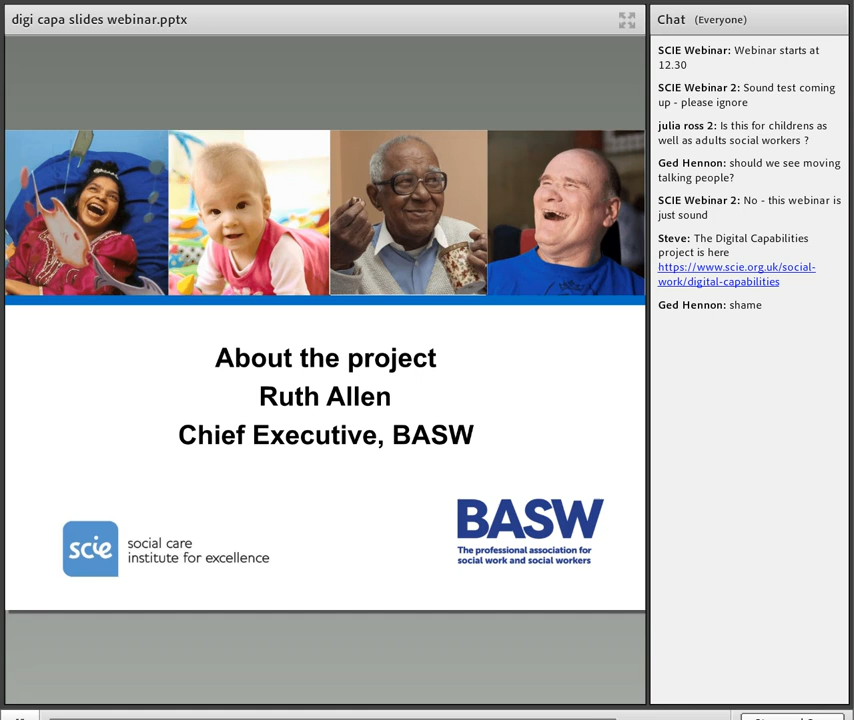 digi capa slides webinar.pptx
About the project
Ruth Allen
Chief Executive, BASW
scie
social care
institute for excellence
BASW
The professional association for
social work and social workers
Chat (Everyone)
SCIE Webinar: Webinar starts at
12.30
SCIE Webinar 2: Sound test coming
up - please ignore
julia ross 2: Is this for childrens as
well as adults social workers ?
Ged Hennon: should we see moving
talking people?
SCIE Webinar 2: No - this webinar is
just sound
Steve: The Digital Capabilities
project is here
https://www.scie.org.uk/social-
work/digital-capabilities
Ged Hennon: shame